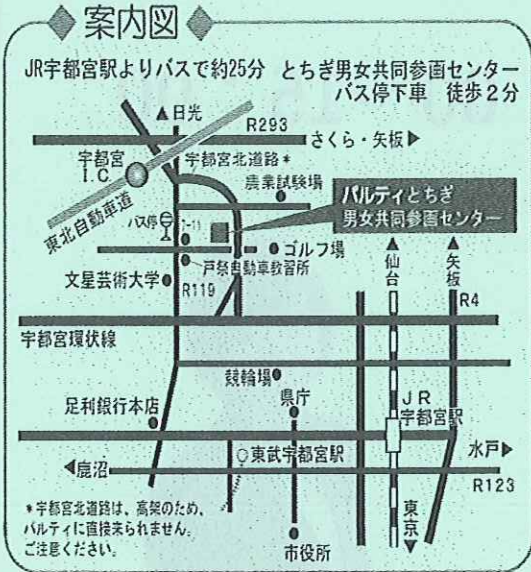 案内図
JR宇都宮駅よりバスで約25分 とちぎ男女共同参画センター
バス停下車 徒歩2分
▲日光
R293
さくら・矢板▶
宇都宮
I.C.
宇都宮北道路*
農業試験場
東北自動車道
バス停
7-11
パルティとちぎ
男女共同参画センター
ゴルフ場
戸祭自動車教習所
文星芸術大学
R119
▲仙台
▲矢板
R4
宇都宮環状線
競輪場
県庁
足利銀行本店
JR
宇都宮駅
東武宇都宮駅
水戸▶
◀鹿沼
R123
*宇都宮北道路は、高架のため、
パルティに直接来られません。
ご注意ください。
市役所
東京▼